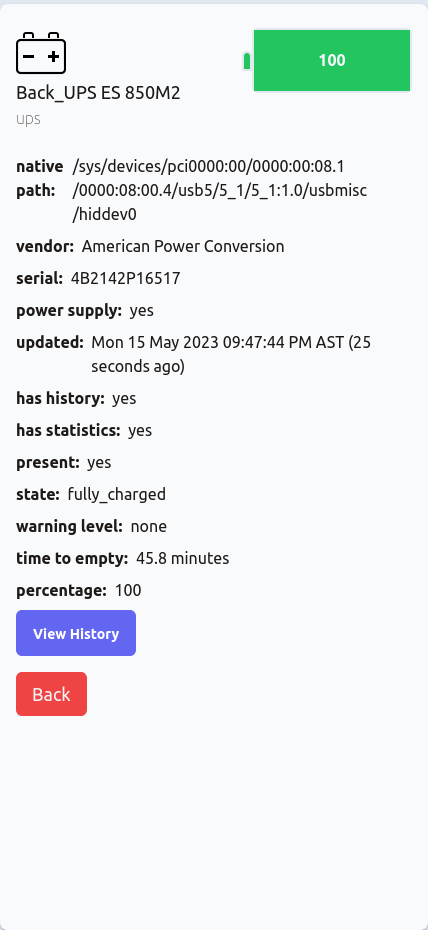 100
Back_UPS ES 850M2
ups
native path: /sys/devices/pci0000:00/0000:00:08.1
/0000:08:00.4/usb5/5_1/5_1:1.0/usbmisc
/hiddev0
vendor: American Power Conversion
serial: 4B2142P16517
power supply: yes
updated: Mon 15 May 2023 09:47:44 PM AST (25
seconds ago)
has history: yes
has statistics: yes
present: yes
state: fully_charged
warning level: none
time to empty: 45.8 minutes
percentage: 100
View History
Back